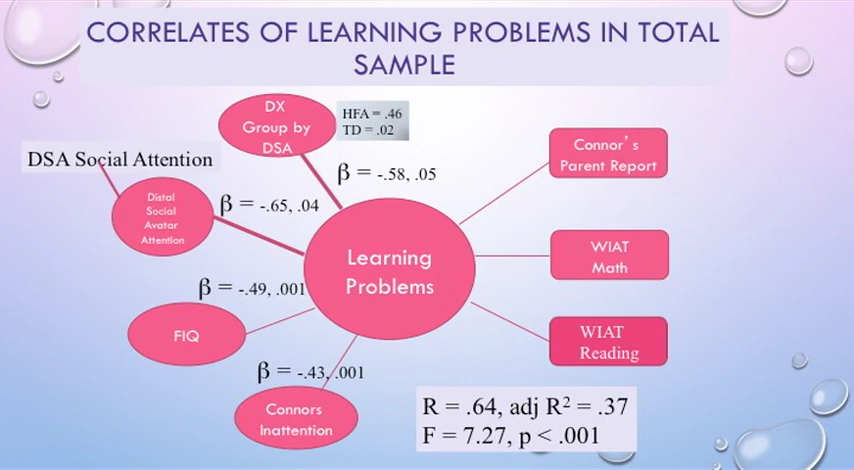 CORRELATES OF LEARNING PROBLEMS IN TOTAL
SAMPLE
DX
Group by
DSA
HFA = .46
TD = .02
β = -.58, .05
DSA Social Attention
Distal
Social
Avatar
Attention
β = -.65, .04
Connor's
Parent Report
Learning
Problems
WIAT
Math
β = -.49, .001
FIQ
WIAT
Reading
β = -.43, .001
Connors
Inattention
R = .64, adj R² = .37
F = 7.27, p < .001